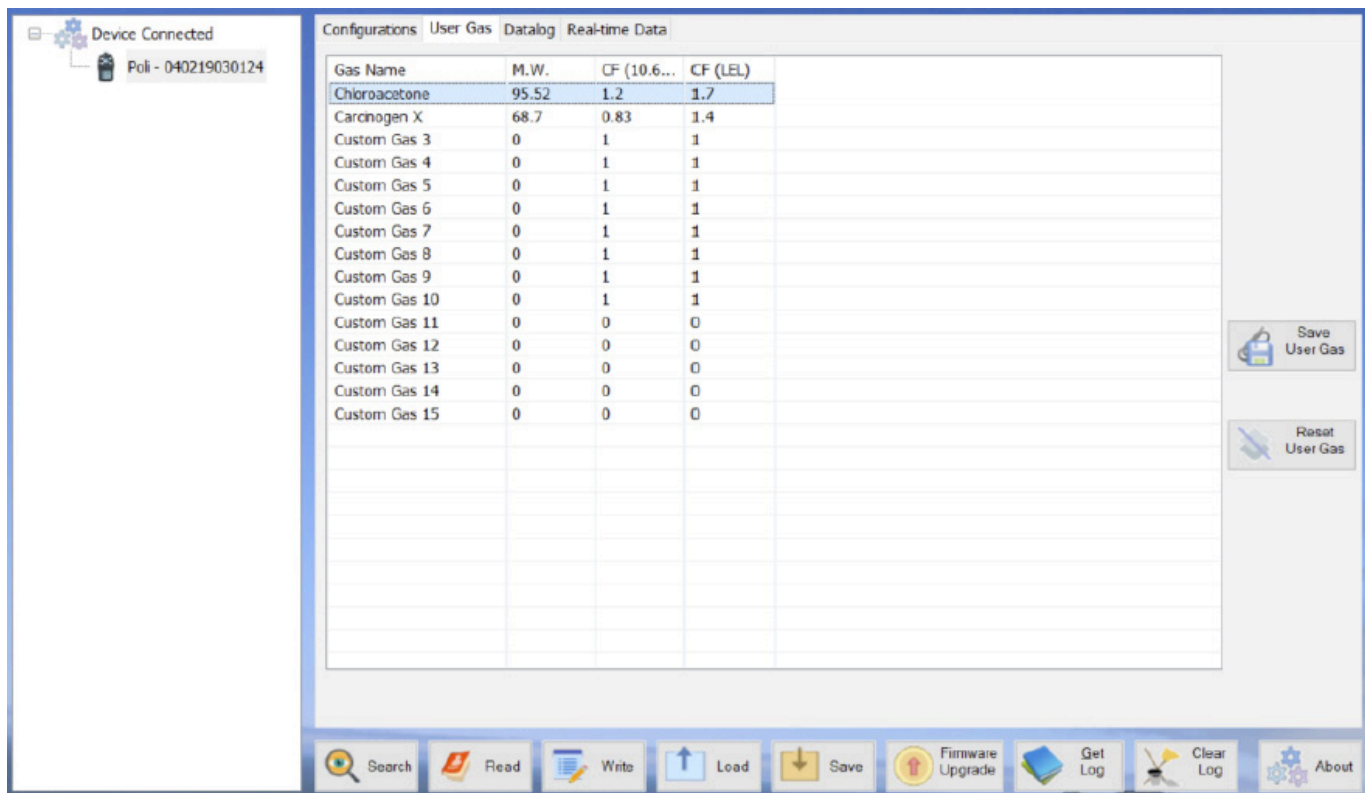 Device Connected
Poli - 040219030124
Configurations User Gas Datalog Real-time Data
Gas Name M.W. CF (10.6... CF (LEL)
Chloroacetone 95.52 1.2 1.7
Carcinogen X 68.7 0.83 1.4
Custom Gas 3 0 1 1
Custom Gas 4 0 1 1
Custom Gas 5 0 1 1
Custom Gas 6 0 1 1
Custom Gas 7 0 1 1
Custom Gas 8 0 1 1
Custom Gas 9 0 1 1
Custom Gas 10 0 1 1
Custom Gas 11 0 0 0
Custom Gas 12 0 0 0
Custom Gas 13 0 0 0
Custom Gas 14 0 0 0
Custom Gas 15 0 0 0
Save
User Gas
Reset
User Gas
Search
Read
Write
Load
Save
Firmware
Upgrade
Get
Log
Clear
Log
About